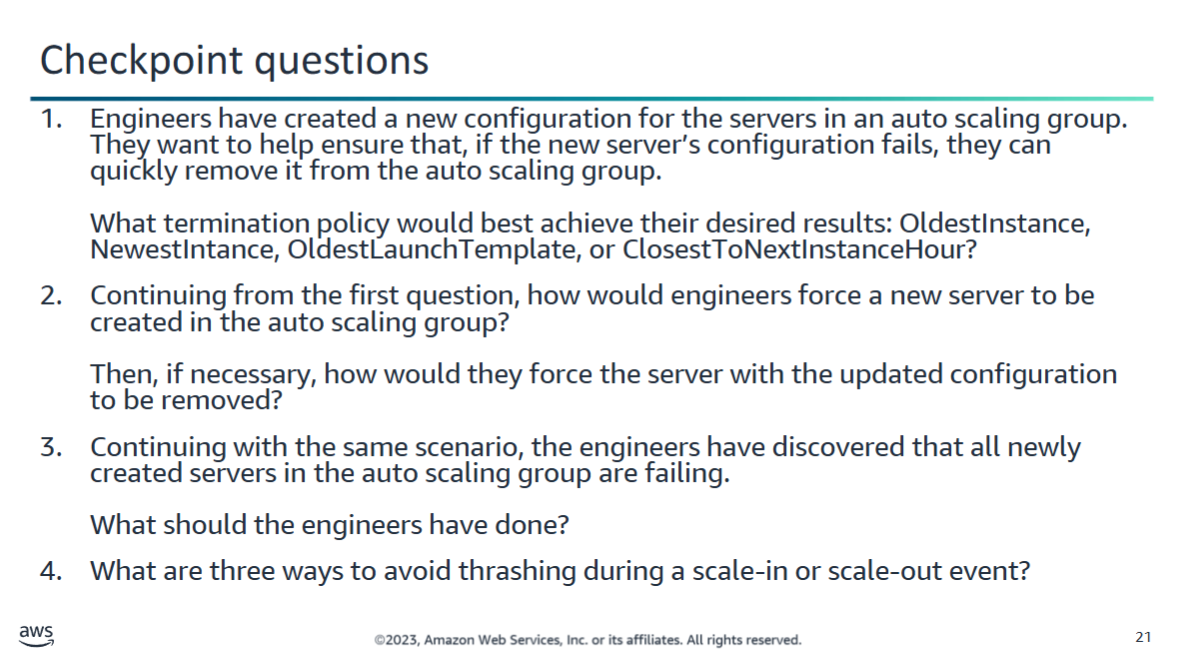 Checkpoint questions
1. Engineers have created a new configuration for the servers in an auto scaling group.
They want to help ensure that, if the new server's configuration fails, they can
quickly remove it from the auto scaling group.
What termination policy would best achieve their desired results: OldestInstance,
NewestIntance, OldestLaunchTemplate, or ClosestToNextInstanceHour?
2. Continuing from the first question, how would engineers force a new server to be
created in the auto scaling group?
Then, if necessary, how would they force the server with the updated configuration
to be removed?
3. Continuing with the same scenario, the engineers have discovered that all newly
created servers in the auto scaling group are failing.
What should the engineers have done?
4. What are three ways to avoid thrashing during a scale-in or scale-out event?
aws
©2023, Amazon Web Services, Inc. or its affiliates. All rights reserved.
21